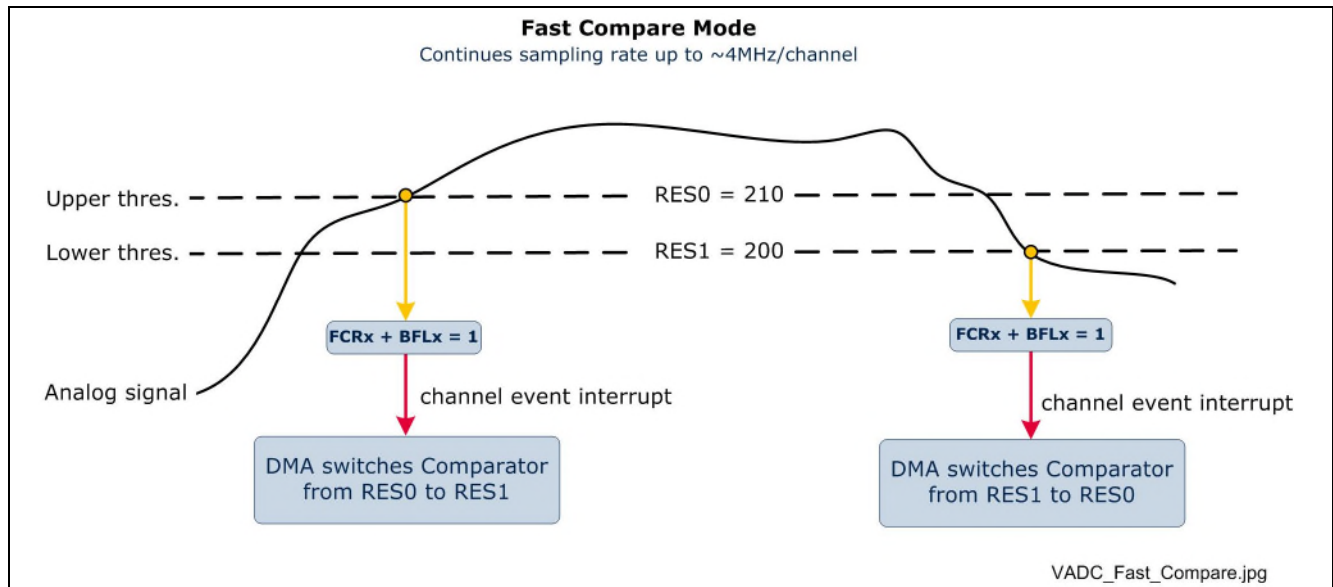 Fast Compare Mode
Continues sampling rate up to ~4MHz/channel
Upper thres.
RES0 = 210
Lower thres.
RES1 = 200
FCRx + BFLx = 1
FCRx + BFLx = 1
Analog signal
channel event interrupt
channel event interrupt
DMA switches Comparator
from RES0 to RES1
DMA switches Comparator
from RES1 to RES0
VADC_Fast_Compare.jpg